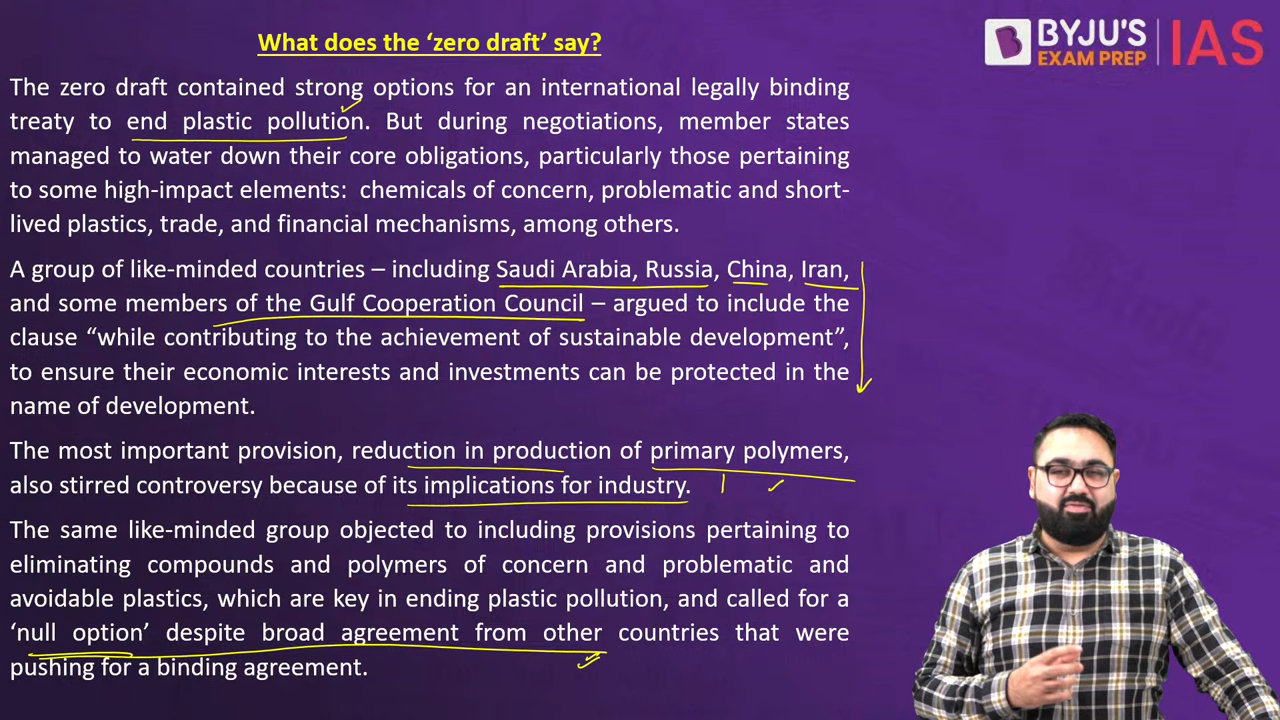 What does the ‘zero draft’ say?
BYJU'S
EXAM PREP
IAS
The zero draft contained strong options for an international legally binding
treaty to end plastic pollution. But during negotiations, member states
managed to water down their core obligations, particularly those pertaining
to some high-impact elements: chemicals of concern, problematic and short-
lived plastics, trade, and financial mechanisms, among others.
A group of like-minded countries – including Saudi Arabia, Russia, China, Iran,
and some members of the Gulf Cooperation Council – argued to include the
clause “while contributing to the achievement of sustainable development”,
to ensure their economic interests and investments can be protected in the
name of development.
The most important provision, reduction in production of primary polymers,
also stirred controversy because of its implications for industry.
The same like-minded group objected to including provisions pertaining to
eliminating compounds and polymers of concern and problematic and
avoidable plastics, which are key in ending plastic pollution, and called for a
‘null option’ despite broad agreement from other countries that were
pushing for a binding agreement.